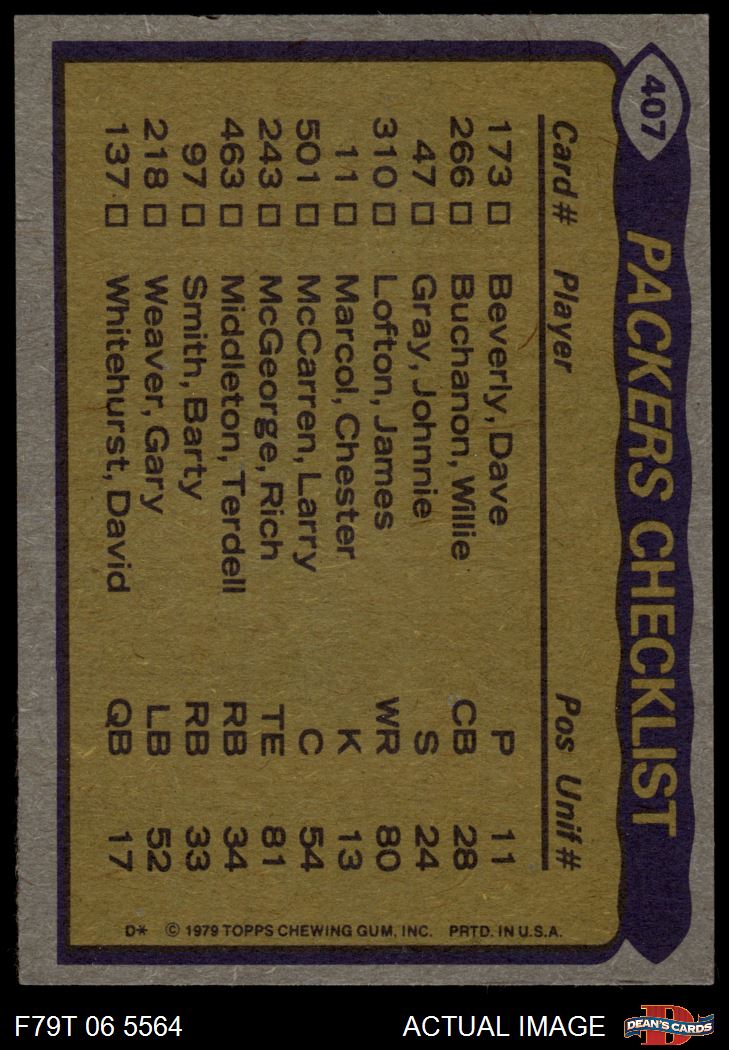 407
PACKERS CHECKLIST
Card # Player Pos Unif #
173 □ Beverly, Dave P 11
266 □ Buchanon, Willie CB 28
47 □ Gray, Johnnie S 24
310 □ Lofton, James WR 80
11 □ Marcol, Chester K 13
501 □ McCarren, Larry C 54
243 □ McGeorge, Rich TE 81
463 □ Middleton, Terdell RB 34
97 □ Smith, Barty RB 33
218 □ Weaver, Gary LB 52
137 □ Whitehurst, David QB 17
D* © 1979 TOPPS CHEWING GUM, INC. PRTD. IN U.S.A.
F79T 06 5564 ACTUAL IMAGE
D
DEAN'S CARDS